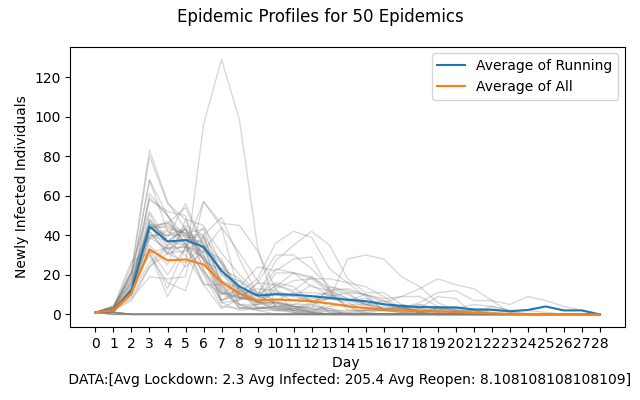 Epidemic Profiles for 50 Epidemics
Average of Running
Average of All
Newly Infected Individuals
120
100
80
60
40
20
0
0 1 2 3 4 5 6 7 8 9 10 11 12 13 14 15 16 17 18 19 20 21 22 23 24 25 26 27 28
Day
DATA:[Avg Lockdown: 2.3 Avg Infected: 205.4 Avg Reopen: 8.108108108108109]